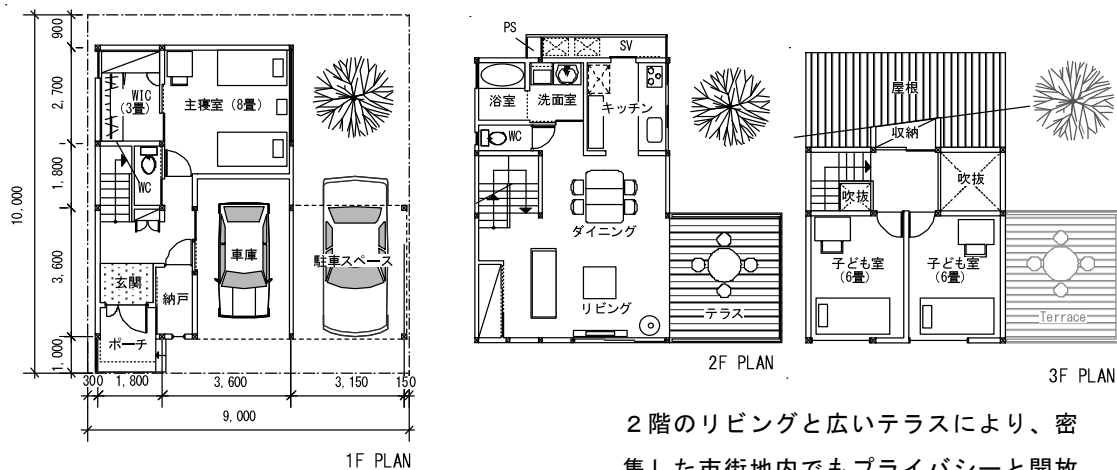 900
2,700
1,800
3,600
1,000
10,000
WIC
(3畳)
主寝室 (8畳)
WC
車庫
駐車スペース
玄関
納戸
ポーチ
300
1,800
3,600
3,150
150
9,000
1F PLAN
PS
SV
浴室
洗面室
キッチン
WC
ダイニング
リビング
テラス
2F PLAN
屋根
収納
吹抜
吹抜
子ども室
(6畳)
子ども室
(6畳)
Terrace
3F PLAN
２階のリビングと広いテラスにより、密
集した市街地内でもプライバシーと開放